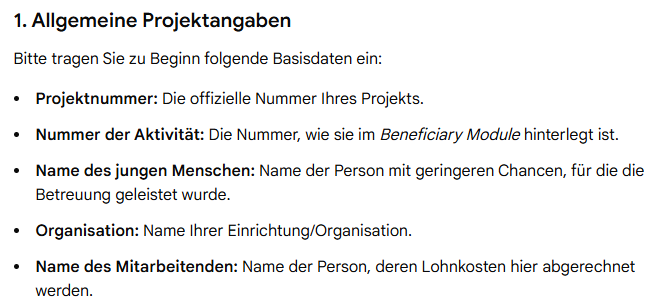 1. Allgemeine Projektangaben
Bitte tragen Sie zu Beginn folgende Basisdaten ein:
• Projektnummer: Die offizielle Nummer Ihres Projekts.
• Nummer der Aktivität: Die Nummer, wie sie im Beneficiary Module hinterlegt ist.
• Name des jungen Menschen: Name der Person mit geringeren Chancen, für die die
Betreuung geleistet wurde.
• Organisation: Name Ihrer Einrichtung/Organisation.
• Name des Mitarbeitenden: Name der Person, deren Lohnkosten hier abgerechnet
werden.